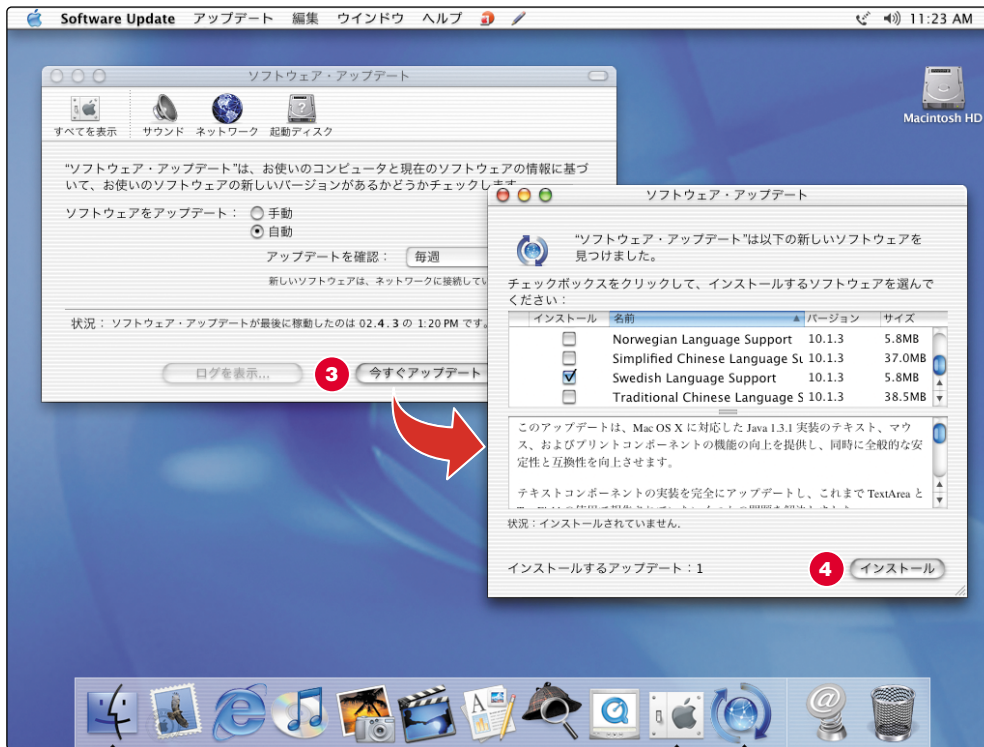 Software Update アップデート 編集 ウインドウ ヘルプ 11:23 AM
Macintosh HD
ソフトウェア・アップデート
すべてを表示 サウンド ネットワーク 起動ディスク
“ソフトウェア・アップデート”は、お使いのコンピュータと現在のソフトウェアの情報に基づ
いて、お使いのソフトウェアの新しいバージョンがあるかどうかチェックします
ソフトウェアをアップデート： 手動
自動
アップデートを確認： 毎週
新しいソフトウェアは、ネットワークに接続してい
状況： ソフトウェア・アップデートが最後に稼動したのは 02.4.3 の 1:20 PM です。
ログを表示... 3 今すぐアップデート
ソフトウェア・アップデート
“ソフトウェア・アップデート”は以下の新しいソフトウェアを
見つけました。
チェックボックスをクリックして、インストールするソフトウェアを選んで
ください：
インストール 名前 バージョン サイズ
Norwegian Language Support 10.1.3 5.8MB
Simplified Chinese Language Su 10.1.3 37.0MB
Swedish Language Support 10.1.3 5.8MB
Traditional Chinese Language S 10.1.3 38.5MB
このアップデートは、Mac OS X に対応した Java 1.3.1 実装のテキスト、マウ
ス、およびプリントコンポーネントの機能の向上を提供し、同時に全般的な安
定性と互換性を向上させます。
テキストコンポーネントの実装を完全にアップデートし、これまで TextArea と
状況：インストールされていません.
インストールするアップデート：1 4 インストール